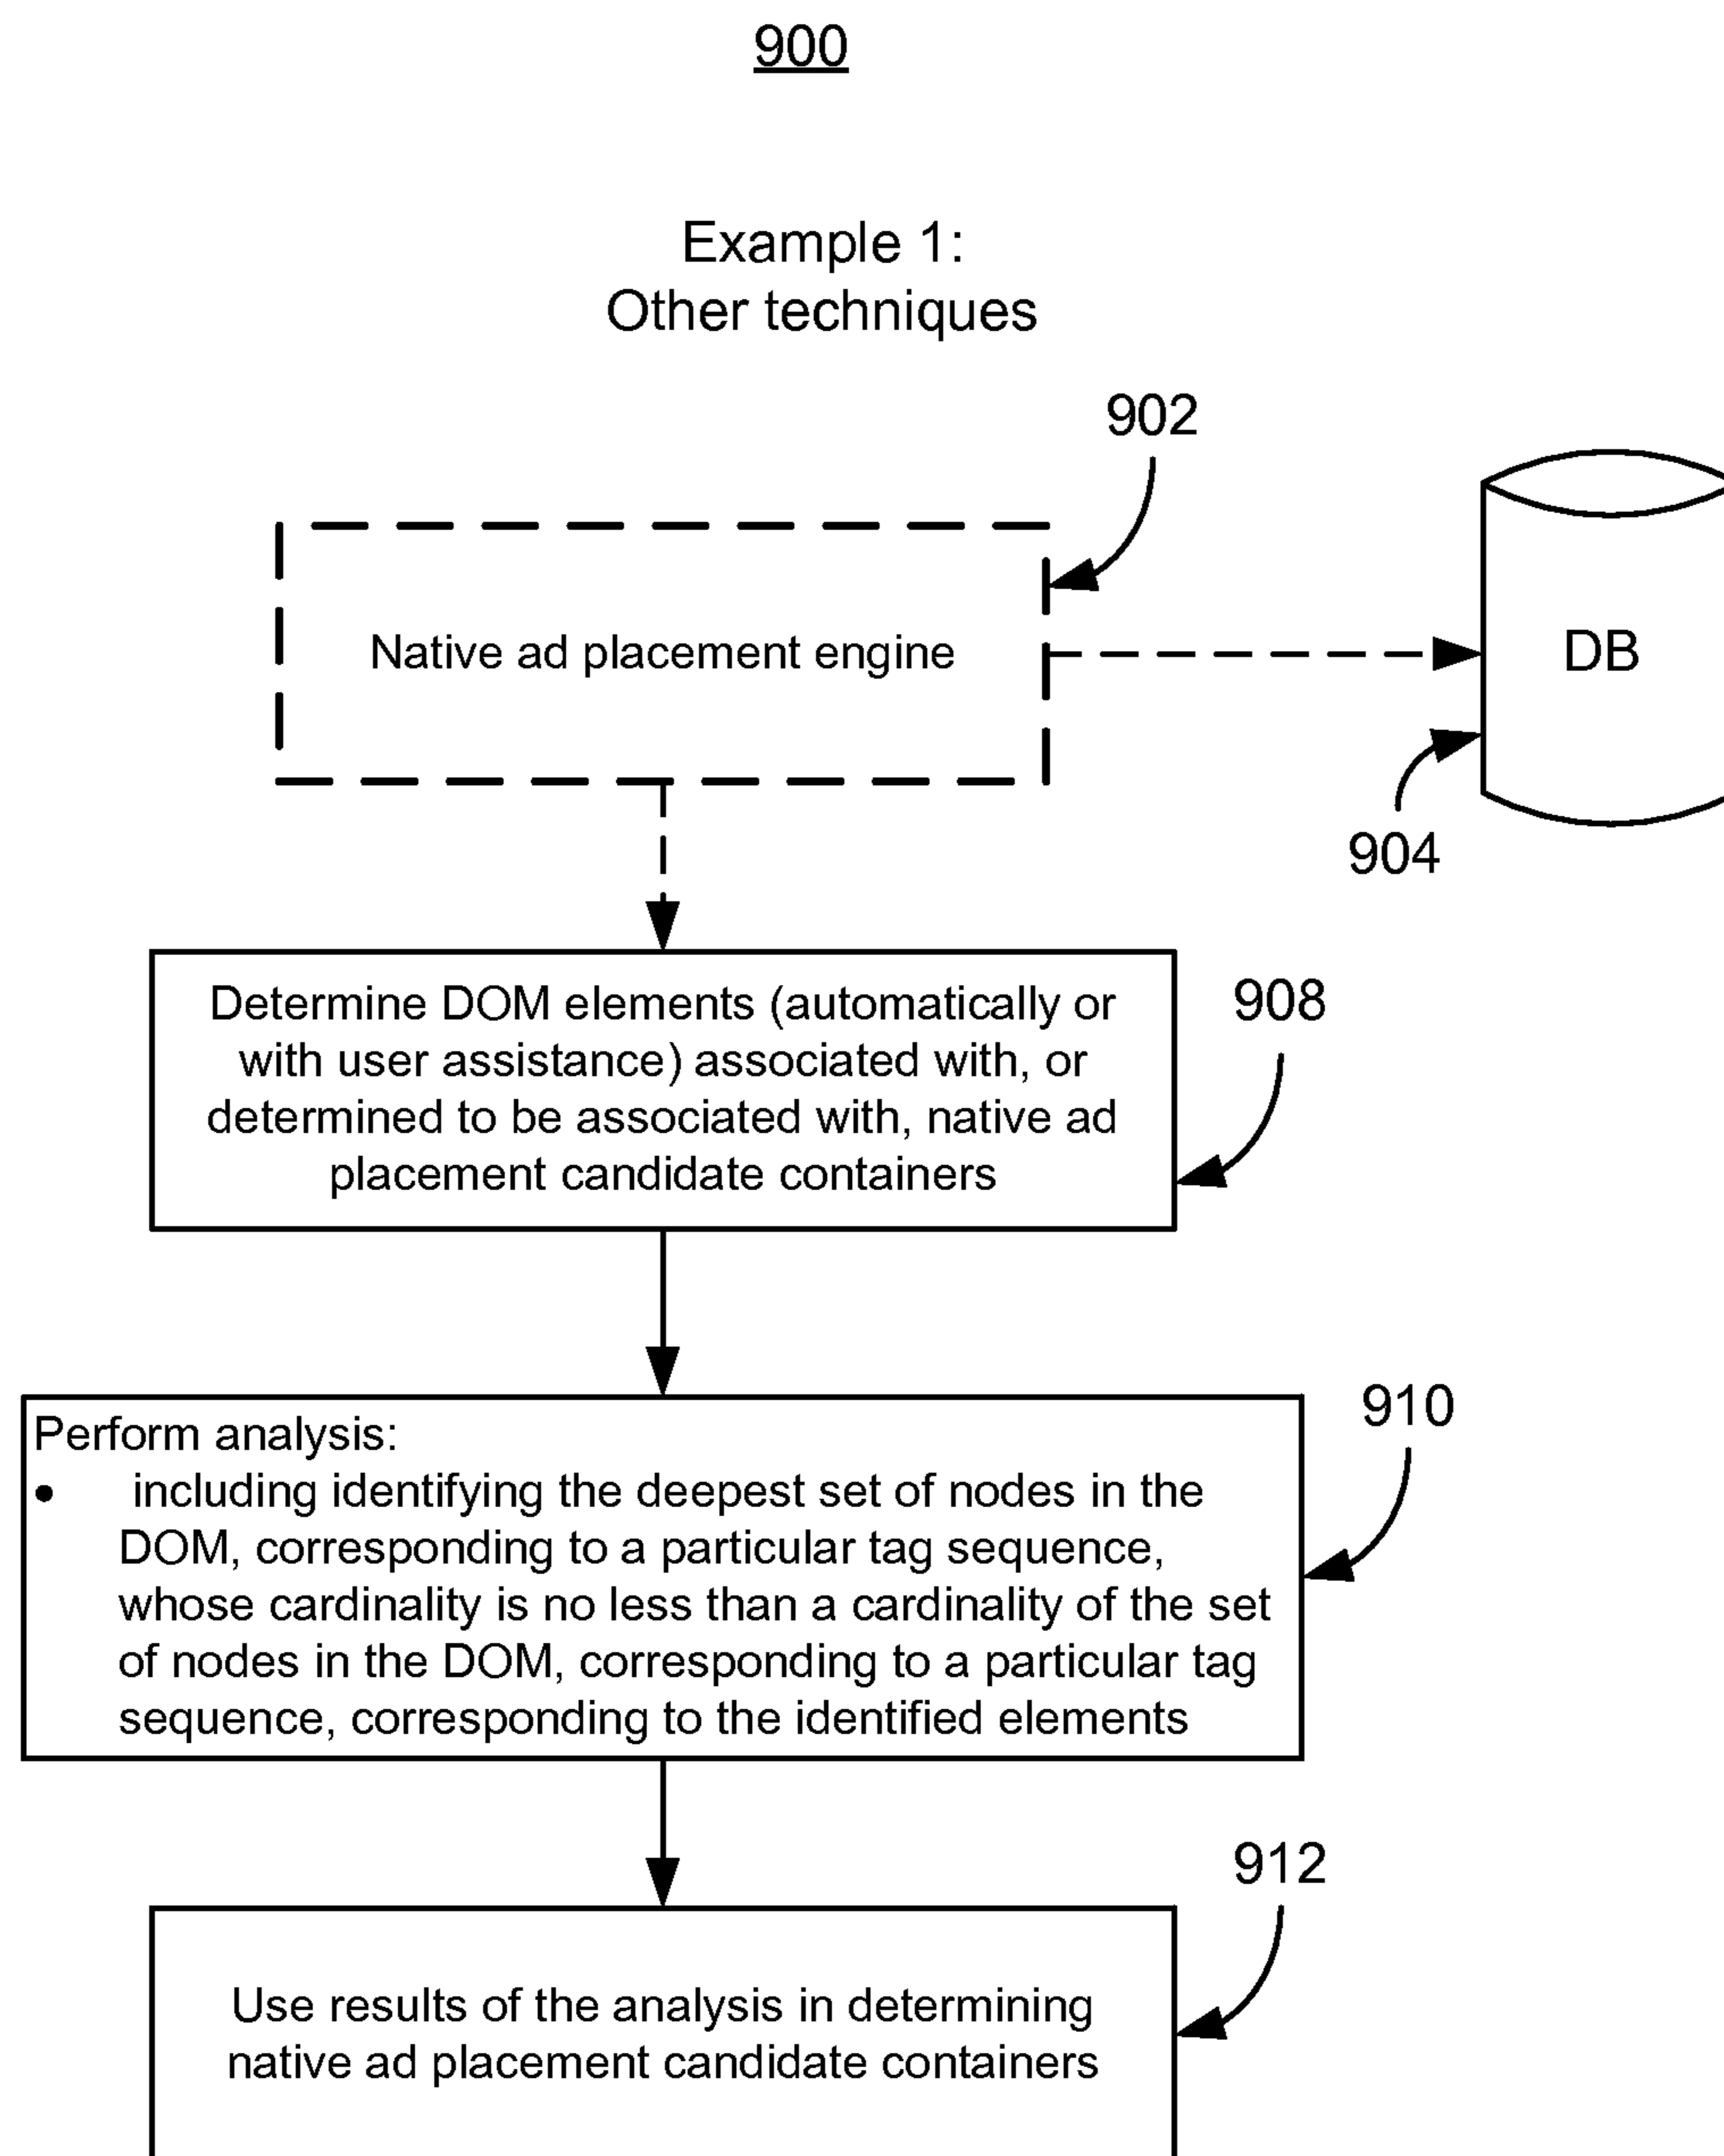 900
Example 1:
Other techniques
902
Native ad placement engine
DB
904
Determine DOM elements (automatically or
with user assistance) associated with, or
determined to be associated with, native ad
placement candidate containers
908
Perform analysis:
• including identifying the deepest set of nodes in the
DOM, corresponding to a particular tag sequence,
whose cardinality is no less than a cardinality of the set
of nodes in the DOM, corresponding to a particular tag
sequence, corresponding to the identified elements
910
912
Use results of the analysis in determining
native ad placement candidate containers